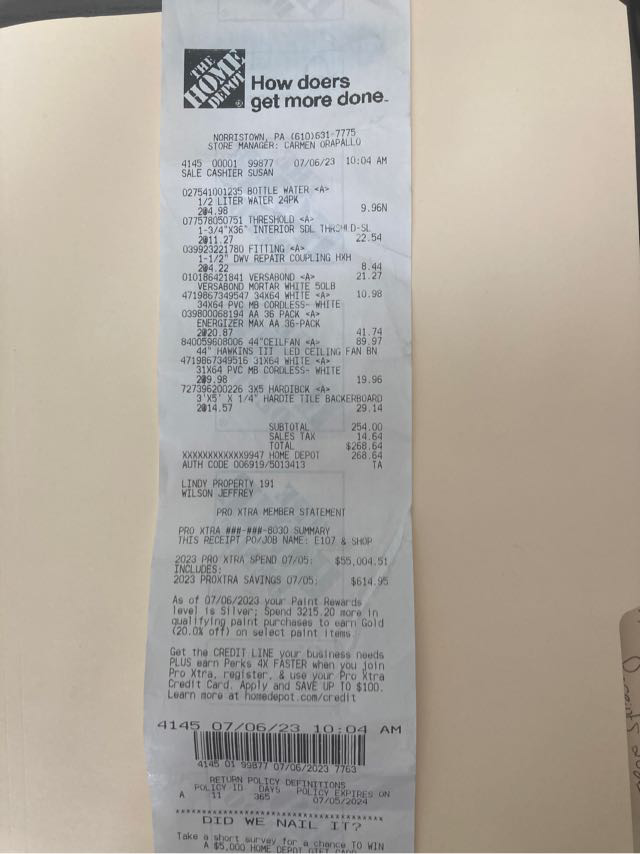 THE
HOME
DEPOT
How doers
get more done.
NORRISTOWN, PA (610)631-7775
STORE MANAGER: CARMEN ORAPALLO
4145 00001 99877 07/06/23 10:04 AM
SALE CASHIER SUSAN
027541001235 BOTTLE WATER <A>
1/2 LITER WATER 24PK
2@4.98 9.96N
077578050751 THRESHOLD <A>
1-3/4"X36" INTERIOR SDL THRSHLD-SL
2@11.27 22.54
039923221780 FITTING <A>
1-1/2" DWV REPAIR COUPLING HXH
2@4.22 8.44
010186421841 VERSABOND <A> 21.27
VERSABOND MORTAR WHITE 50LB
4719867349547 34X64 WHITE <A> 10.98
34X64 PVC MB CORDLESS- WHITE
039800068194 AA 36 PACK <A>
ENERGIZER MAX AA 36-PACK
2@20.87 41.74
840059608006 44"CEILFAN <A> 89.97
44" HAWKINS III LED CEILING FAN BN
4719867349516 31X64 WHITE <A>
31X64 PVC MB CORDLESS- WHITE
2@9.98 19.96
727396200226 3X5 HARDIBCK <A>
3'X5' X 1/4" HARDIE TILE BACKERBOARD
2@14.57 29.14
SUBTOTAL 254.00
SALES TAX 14.64
TOTAL $268.64
XXXXXXXXXXXX9947 HOME DEPOT 268.64
AUTH CODE 006919/5013413 TA
LINDY PROPERTY 191
WILSON JEFFREY
PRO XTRA MEMBER STATEMENT
PRO XTRA ###-###-8030 SUMMARY
THIS RECEIPT PO/JOB NAME: E107 & SHOP
2023 PRO XTRA SPEND 07/05: $55,004.51
INCLUDES:
2023 PROXTRA SAVINGS 07/05: $614.95
As of 07/06/2023 your Paint Rewards
level is Silver; Spend 3215.20 more in
qualifying paint purchases to earn Gold
(20.0% off) on select paint items
Get the CREDIT LINE your business needs
PLUS earn Perks 4X FASTER when you join
Pro Xtra, register, & use your Pro Xtra
Credit Card. Apply and SAVE UP TO $100.
Learn more at homedepot.com/credit
4145 07/06/23 10:04 AM
4145 01 99877 07/06/2023 7763
RETURN POLICY DEFINITIONS
POLICY ID DAYS POLICY EXPIRES ON
A 11 365 07/05/2024
************************************
DID WE NAIL IT?
Take a short survey for a chance TO WIN
A $5,000 HOME DEPOT GIFT CARD